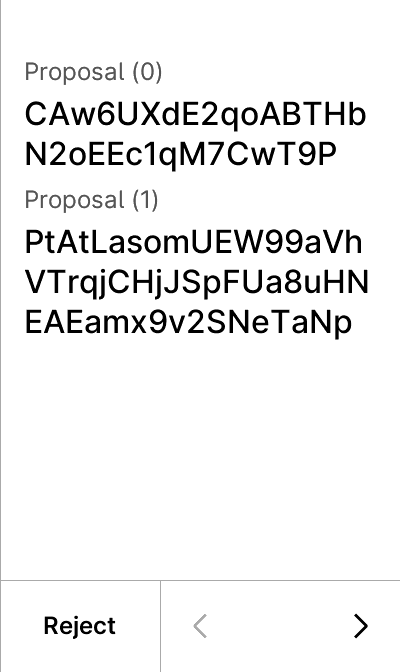 Proposal (0)
CAw6UXdE2qoABTHb
N2oEEc1qM7CwT9P
Proposal (1)
PtAtLasomUEW99aVh
VTrqjCHjJSpFUa8uHN
EAEamx9v2SNeTaNp
Reject